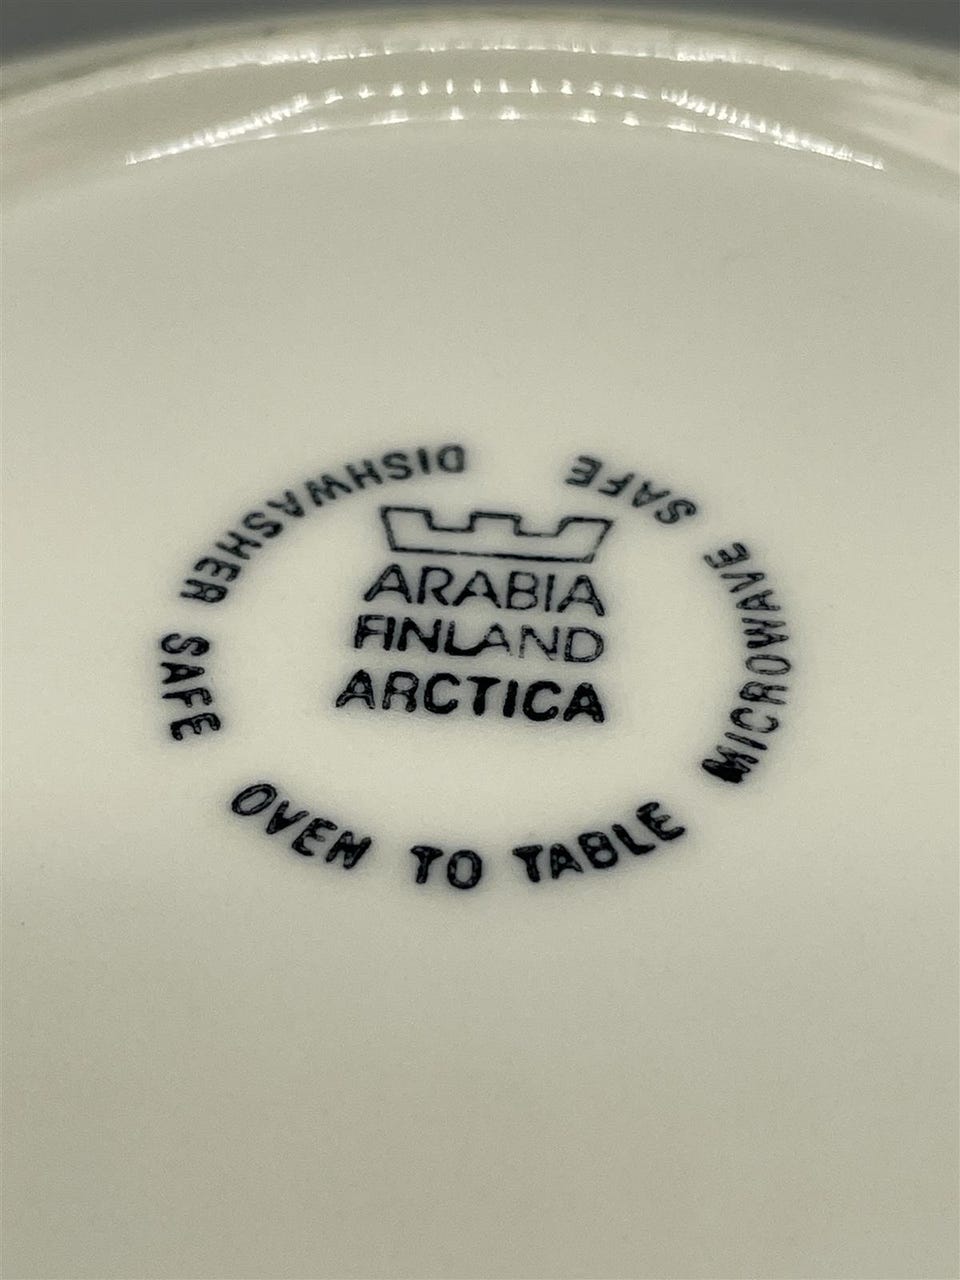 ARABIA
FINLAND
ARCTICA
DISHWASHER SAFE OVEN TO TABLE MICROWAVE SAFE